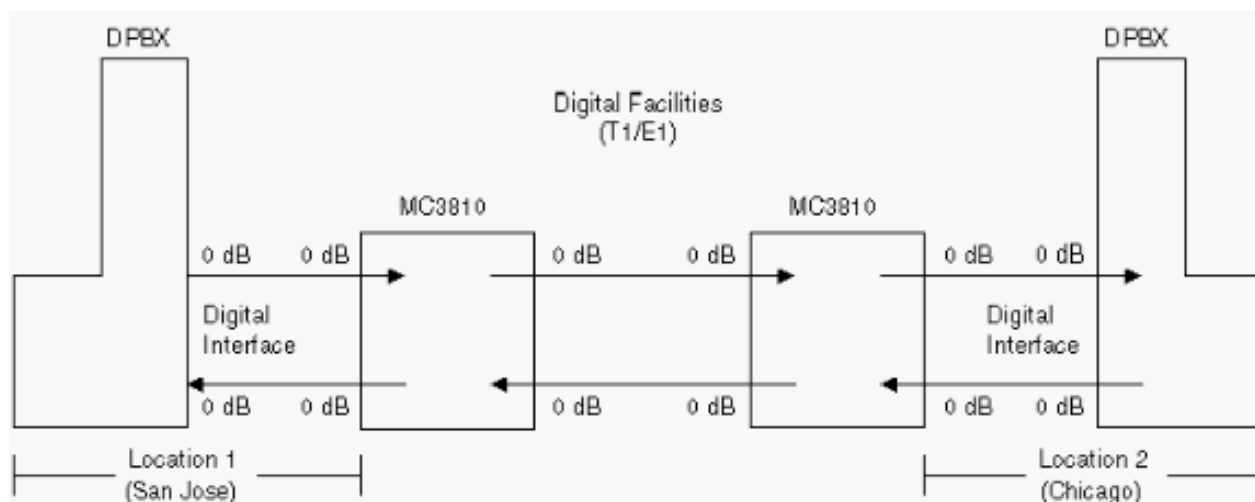 DPBX
DPBX
Digital Facilities
(T1/E1)
MC3810
MC3810
0 dB 0 dB 0 dB 0 dB 0 dB 0 dB
Digital
Interface
Digital
Interface
0 dB 0 dB 0 dB 0 dB 0 dB 0 dB
Location 1
(San Jose)
Location 2
(Chicago)